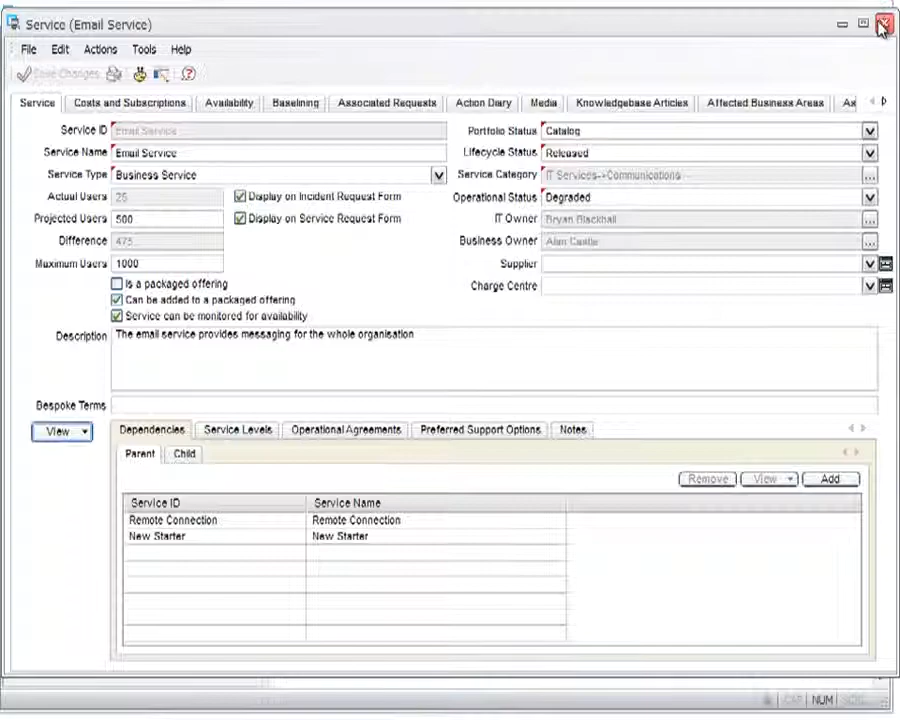 Service (Email Service)
File Edit Actions Tools Help
Save Changes
Service Costs and Subscriptions Availability Baselining Associated Requests Action Diary Media Knowledgebase Articles Affected Business Areas As
Service ID Email Service Portfolio Status Catalog
Service Name Email Service Lifecycle Status Released
Service Type Business Service Service Category IT Services->Communications
Actual Users 25 Display on Incident Request Form Operational Status Degraded
Projected Users 500 Display on Service Request Form IT Owner Bryan Blackhall
Difference 475 Business Owner Alan Castle
Maximum Users 1000 Supplier
Is a packaged offering Charge Centre
Can be added to a packaged offering
Service can be monitored for availability
Description The email service provides messaging for the whole organisation
Bespoke Terms
View Dependencies Service Levels Operational Agreements Preferred Support Options Notes
Parent Child
Remove View Add
Service ID Service Name
Remote Connection Remote Connection
New Starter New Starter
CAP NUM SCRL